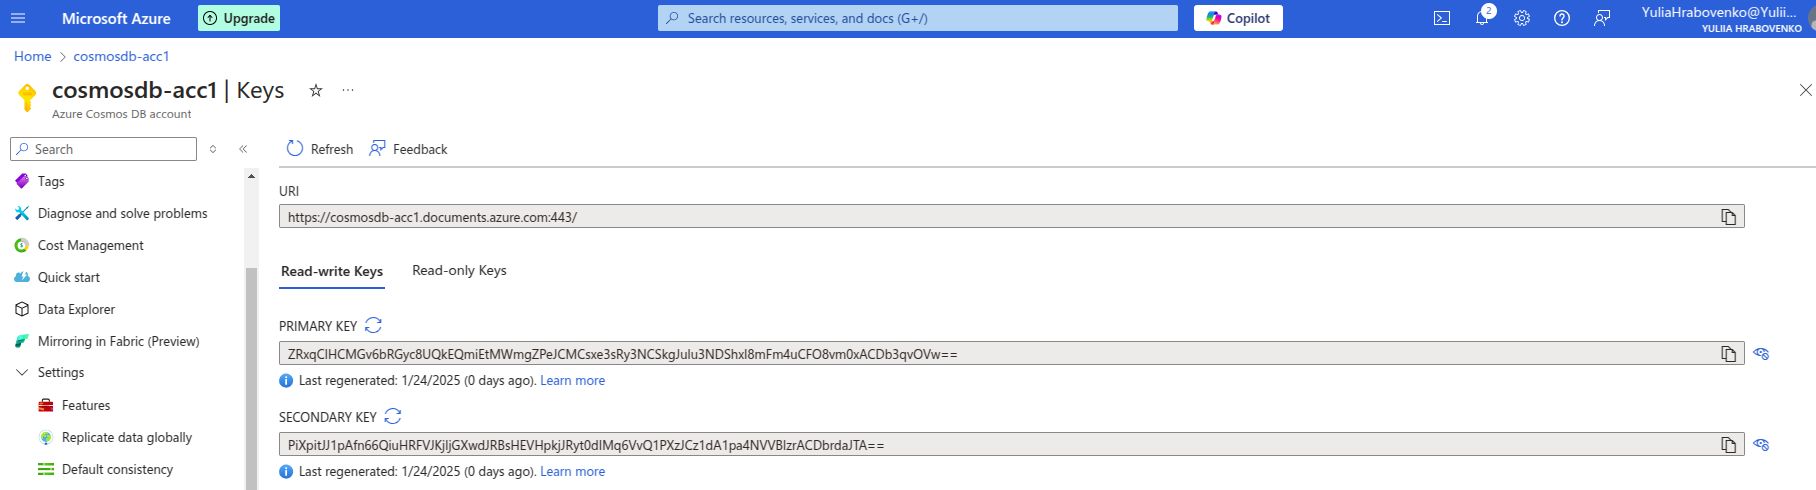 Microsoft Azure
Upgrade
Search resources, services, and docs (G+/)
Copilot
2
YuliaHrabovenko@Yulii...
YULIIA HRABOVENKO
Home > cosmosdb-acc1
cosmosdb-acc1 | Keys
...
Azure Cosmos DB account
Search
Refresh
Feedback
Tags
Diagnose and solve problems
Cost Management
Quick start
Data Explorer
Mirroring in Fabric (Preview)
Settings
Features
Replicate data globally
Default consistency
URI
https://cosmosdb-acc1.documents.azure.com:443/
Read-write Keys
Read-only Keys
PRIMARY KEY
Last regenerated: 1/24/2025 (0 days ago). Learn more
SECONDARY KEY
Last regenerated: 1/24/2025 (0 days ago). Learn more